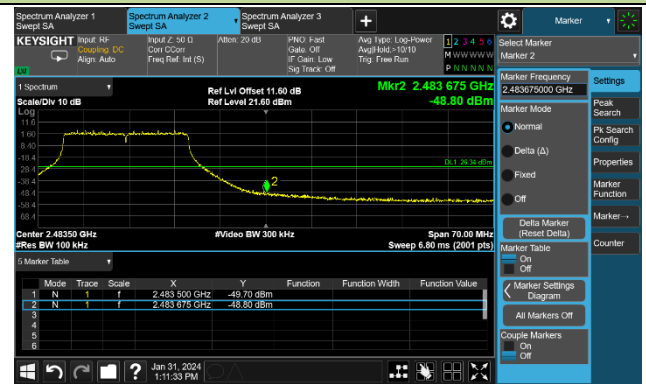 Spectrum Analyzer 1
Swept SA
Spectrum Analyzer 2
Swept SA
Spectrum Analyzer 3
Swept SA
+
Marker
KEYSIGHT
Input: RF
Coupling: DC
Align: Auto
Input Z: 50 Ω
Corr CCorr
Freq Ref: Int (S)
Atten: 20 dB
PNO: Fast
Gate: Off
IF Gain: Low
Sig Track: Off
Avg Type: Log-Power
Avg|Hold:>10/10
Trig: Free Run
1 2 3 4 5 6
M W W W W W
P N N N N N
LVI
Select Marker
Marker 2
1 Spectrum
Scale/Div 10 dB
Log
Ref Lvl Offset 11.60 dB
Ref Level 21.60 dBm
Mkr2 2.483 675 GHz
-48.80 dBm
11.6
1.60
-8.40
-18.4
-28.4
-38.4
-48.4
-58.4
-68.4
DL1 -26.34 dBm
2
Center 2.48350 GHz
#Res BW 100 kHz
#Video BW 300 kHz
Span 70.00 MHz
Sweep 6.80 ms (2001 pts)
5 Marker Table
Mode Trace Scale X Y Function Function Width Function Value
1 N 1 f 2.483 500 GHz -49.70 dBm
2 N 1 f 2.483 675 GHz -48.80 dBm
3
4
5
6
Marker Frequency
2.483675000 GHz
Marker Mode
Normal
Delta (Δ)
Fixed
Off
Delta Marker
(Reset Delta)
Marker Table
On
Off
Marker Settings
Diagram
All Markers Off
Couple Markers
On
Off
Settings
Peak
Search
Pk Search
Config
Properties
Marker
Function
Marker→
Counter
?
Jan 31, 2024
1:11:33 PM